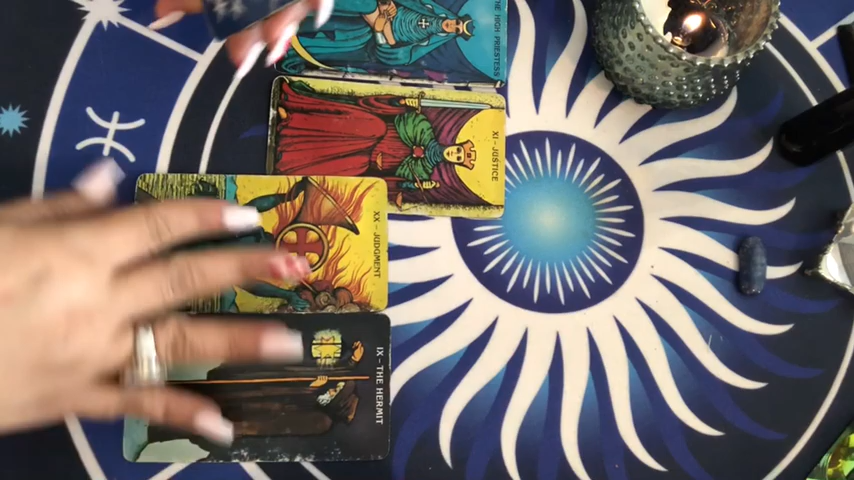 THE HIGH PRIESTESS
XI - JUSTICE
XX - JUDGMENT
IX - THE HERMIT